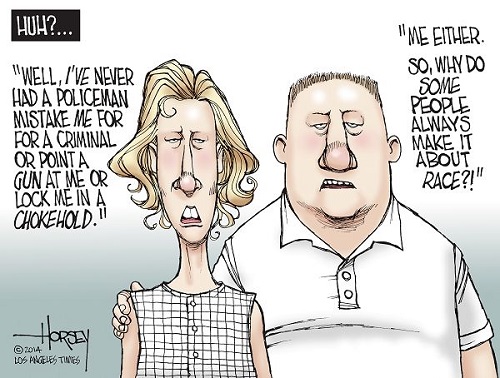 HUH?...
"WELL, I'VE NEVER
HAD A POLICEMAN
MISTAKE ME FOR
FOR A CRIMINAL
OR POINT A
GUN AT ME OR
LOCK ME IN A
CHOKEHOLD."
"ME EITHER.
SO, WHY DO
SOME
PEOPLE
ALWAYS
MAKE IT
ABOUT
RACE?!"
HORSEY
©2014
LOS ANGELES TIMES